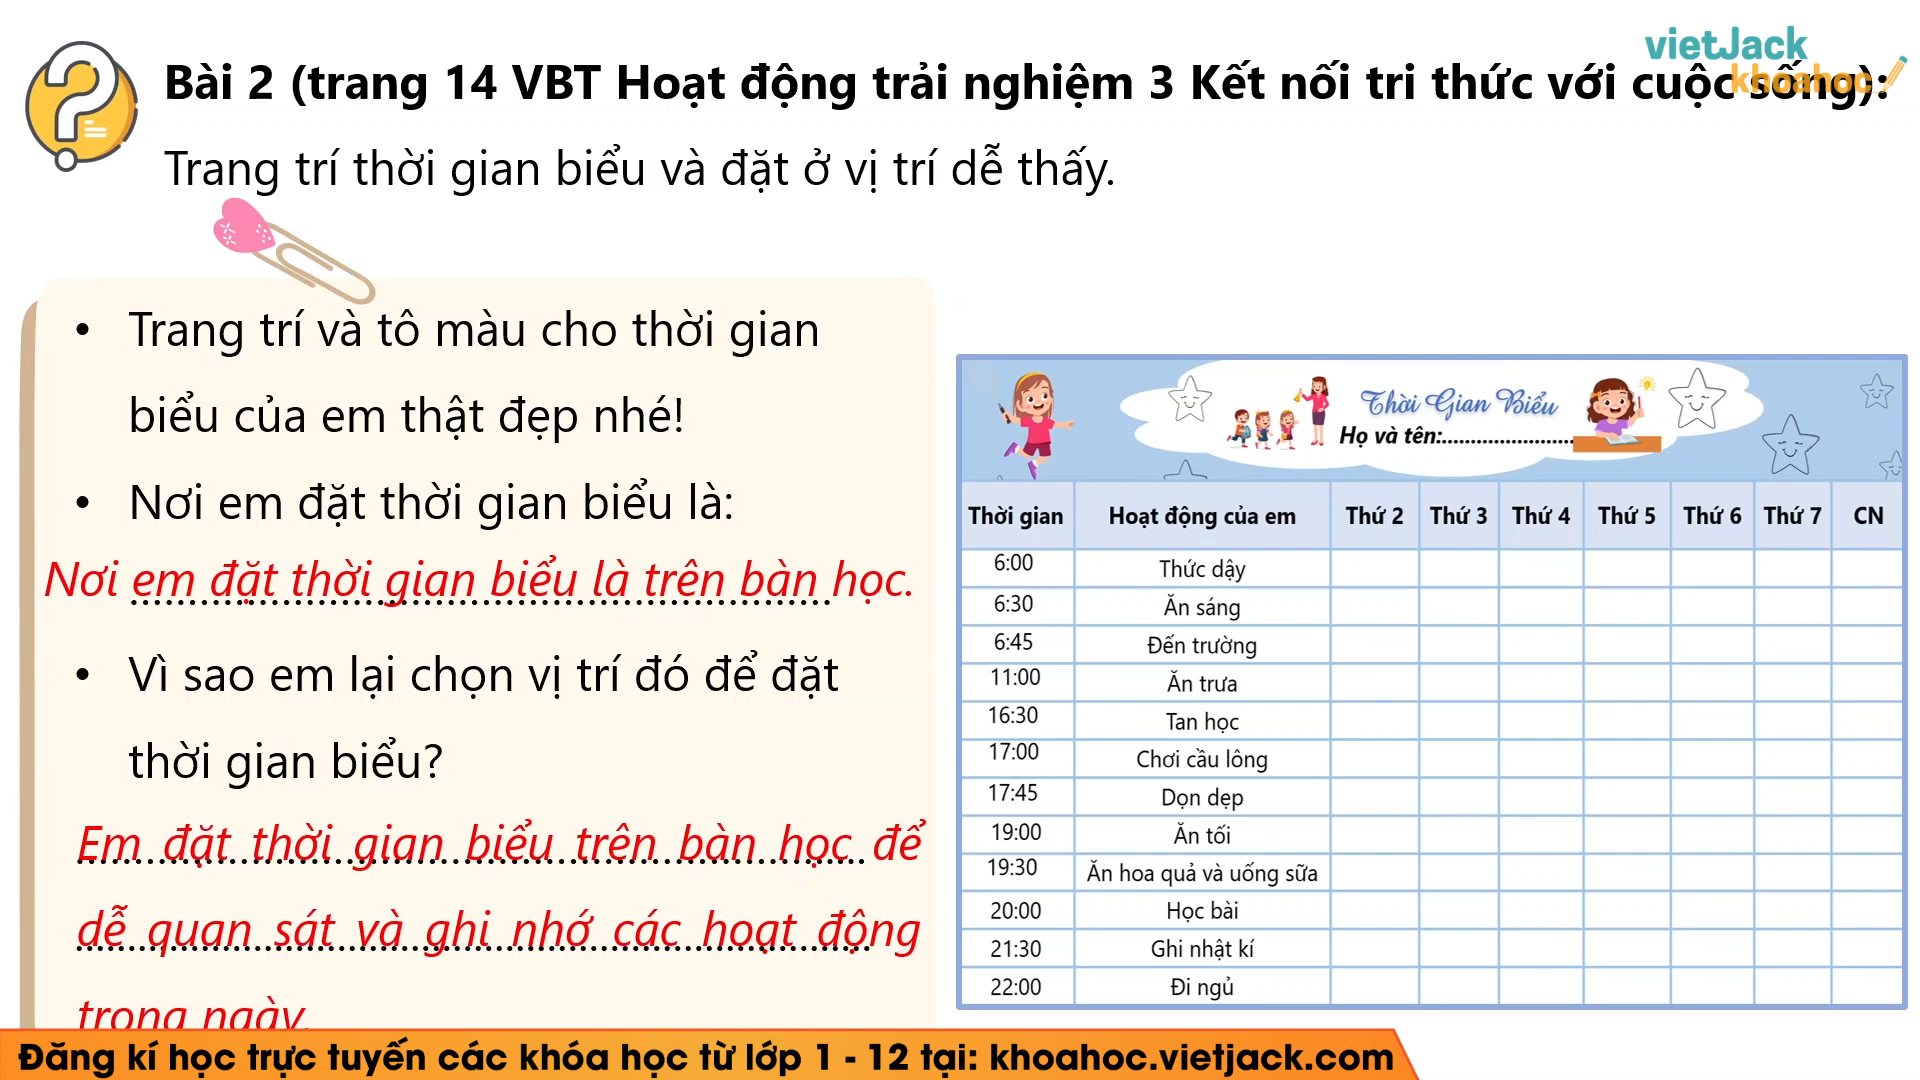 vietJack
khoahoc
Bài 2 (trang 14 VBT Hoạt động trải nghiệm 3 Kết nối tri thức với cuộc sống):
Trang trí thời gian biểu và đặt ở vị trí dễ thấy.
• Trang trí và tô màu cho thời gian
biểu của em thật đẹp nhé!
• Nơi em đặt thời gian biểu là:
Nơi em đặt thời gian biểu là trên bàn học.
• Vì sao em lại chọn vị trí đó để đặt
thời gian biểu?
Em đặt thời gian biểu trên bàn học để
dễ quan sát và ghi nhớ các hoạt động
trong ngày.
Thời Gian Biểu
Họ và tên:.......................
Thời gian Hoạt động của em Thứ 2 Thứ 3 Thứ 4 Thứ 5 Thứ 6 Thứ 7 CN
6:00 Thức dậy
6:30 Ăn sáng
6:45 Đến trường
11:00 Ăn trưa
16:30 Tan học
17:00 Chơi cầu lông
17:45 Dọn dẹp
19:00 Ăn tối
19:30 Ăn hoa quả và uống sữa
20:00 Học bài
21:30 Ghi nhật kí
22:00 Đi ngủ
Đăng kí học trực tuyến các khóa học từ lớp 1 - 12 tại: khoahoc.vietjack.com